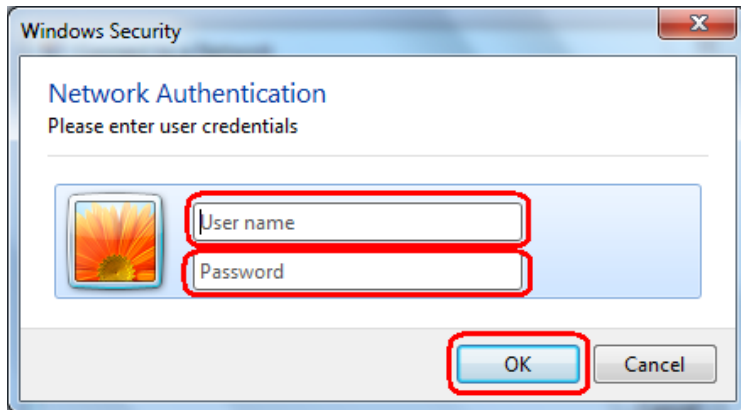 Windows Security
Network Authentication
Please enter user credentials
User name
Password
OK Cancel